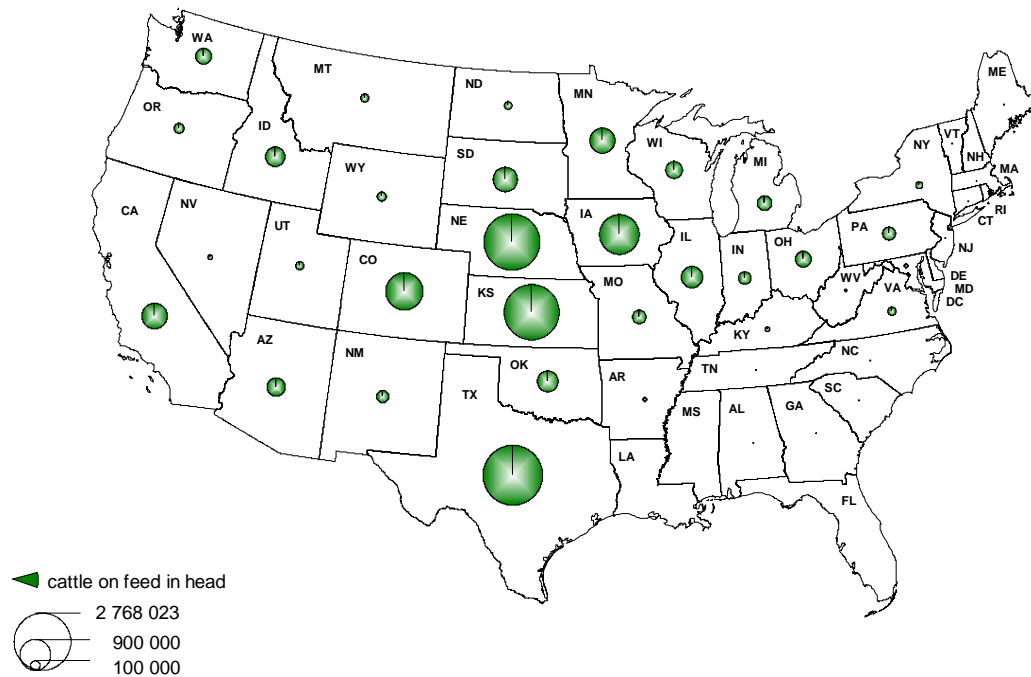 WA
MT
ND
MN
ME
OR
ID
SD
WI
MI
NY
VT
NH
MA
WY
CA
NV
UT
NE
IA
IL
IN
OH
PA
RI
CT
NJ
CO
KS
MO
WV
VA
DE
MD
DC
KY
AZ
NM
OK
TX
AR
TN
NC
SC
MS
AL
GA
LA
FL
cattle on feed in head
2 768 023
900 000
100 000